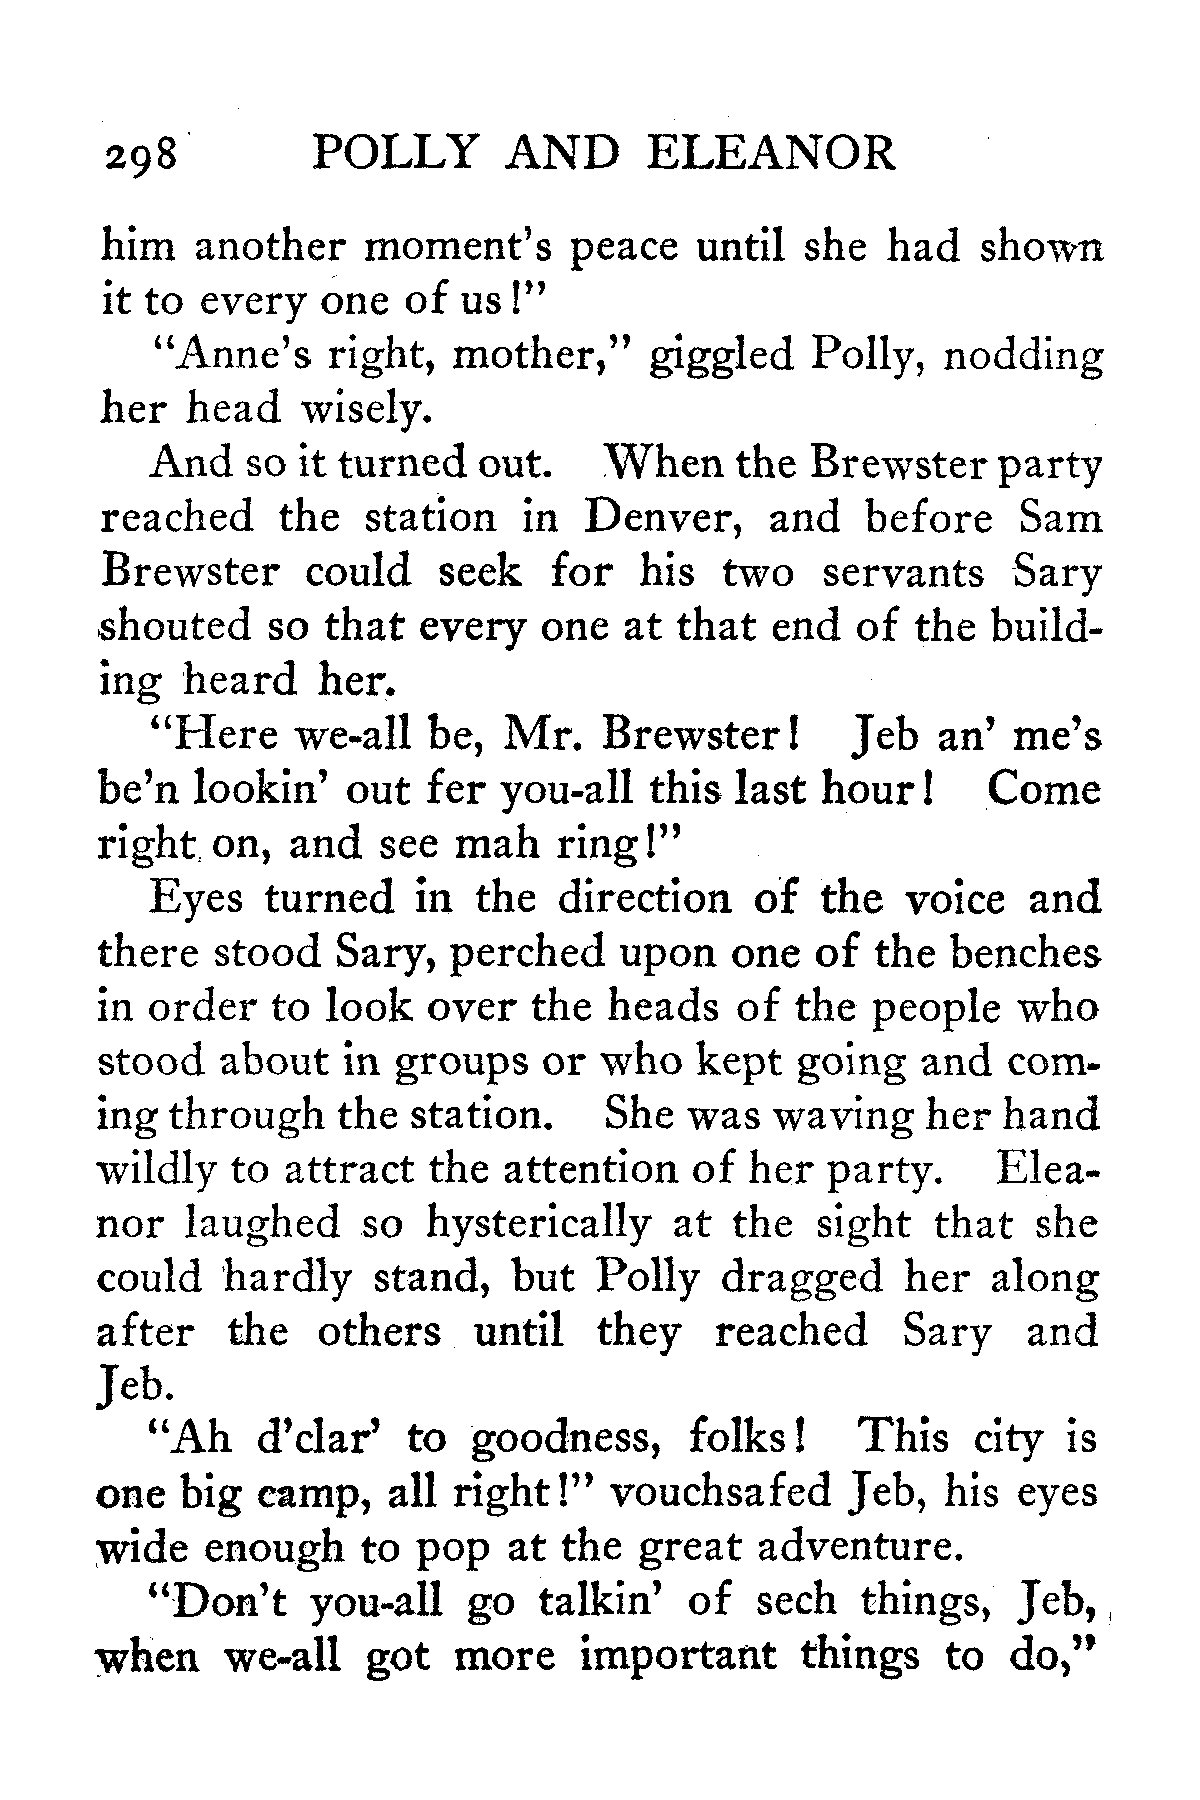 298 POLLY AND ELEANOR
him another moment's peace until she had shown
it to every one of us!"
"Anne's right, mother," giggled Polly, nodding
her head wisely.
And so it turned out. When the Brewster party
reached the station in Denver, and before Sam
Brewster could seek for his two servants Sary
shouted so that every one at that end of the build-
ing heard her.
"Here we-all be, Mr. Brewster! Jeb an' me's
be'n lookin' out fer you-all this last hour! Come
right on, and see mah ring!"
Eyes turned in the direction of the voice and
there stood Sary, perched upon one of the benches
in order to look over the heads of the people who
stood about in groups or who kept going and com-
ing through the station. She was waving her hand
wildly to attract the attention of her party. Elea-
nor laughed so hysterically at the sight that she
could hardly stand, but Polly dragged her along
after the others until they reached Sary and
Jeb.
"Ah d'clar' to goodness, folks! This city is
one big camp, all right!" vouchsafed Jeb, his eyes
wide enough to pop at the great adventure.
"Don't you-all go talkin' of sech things, Jeb,
when we-all got more important things to do,"